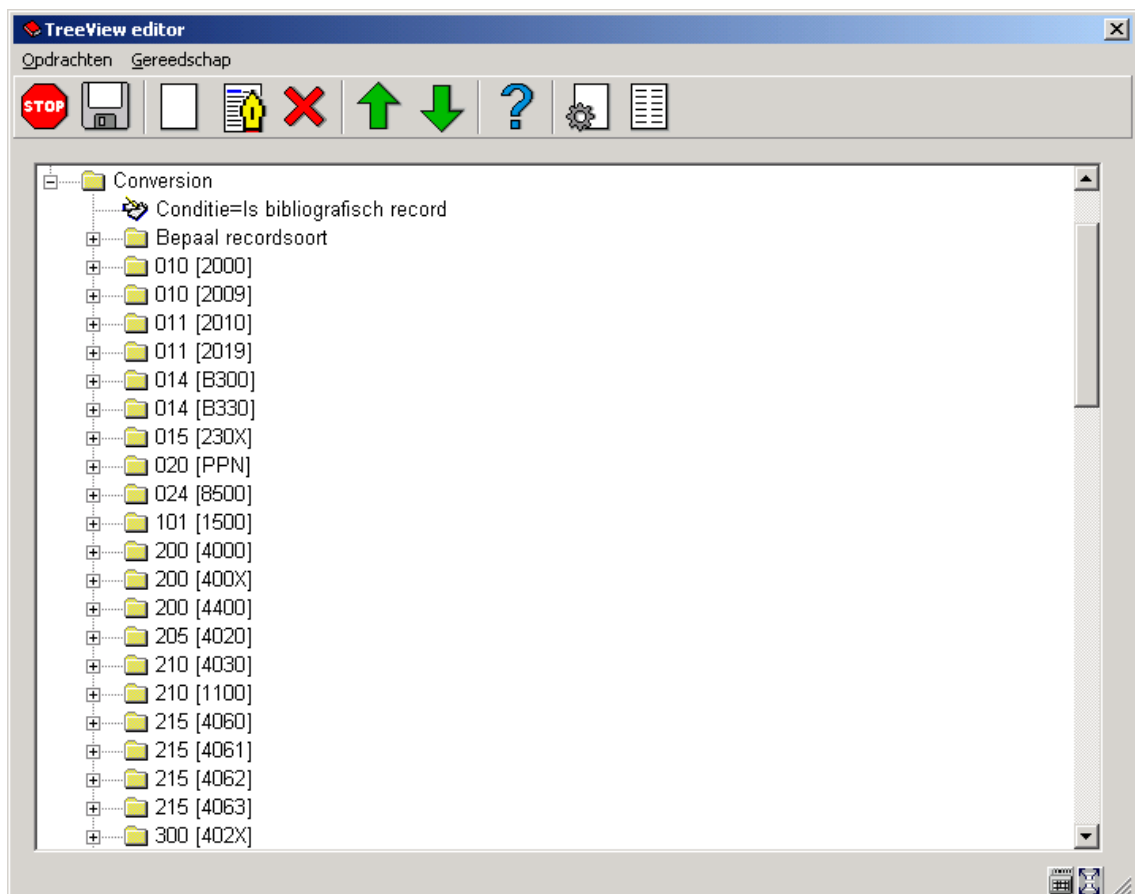 TreeView editor
Opdrachten Gereedschap
STOP
Conversion
Conditie=Is bibliografisch record
Bepaal recordsoort
010 [2000]
010 [2009]
011 [2010]
011 [2019]
014 [B300]
014 [B330]
015 [230X]
020 [PPN]
024 [8500]
101 [1500]
200 [4000]
200 [400X]
200 [4400]
205 [4020]
210 [4030]
210 [1100]
215 [4060]
215 [4061]
215 [4062]
215 [4063]
300 [402X]